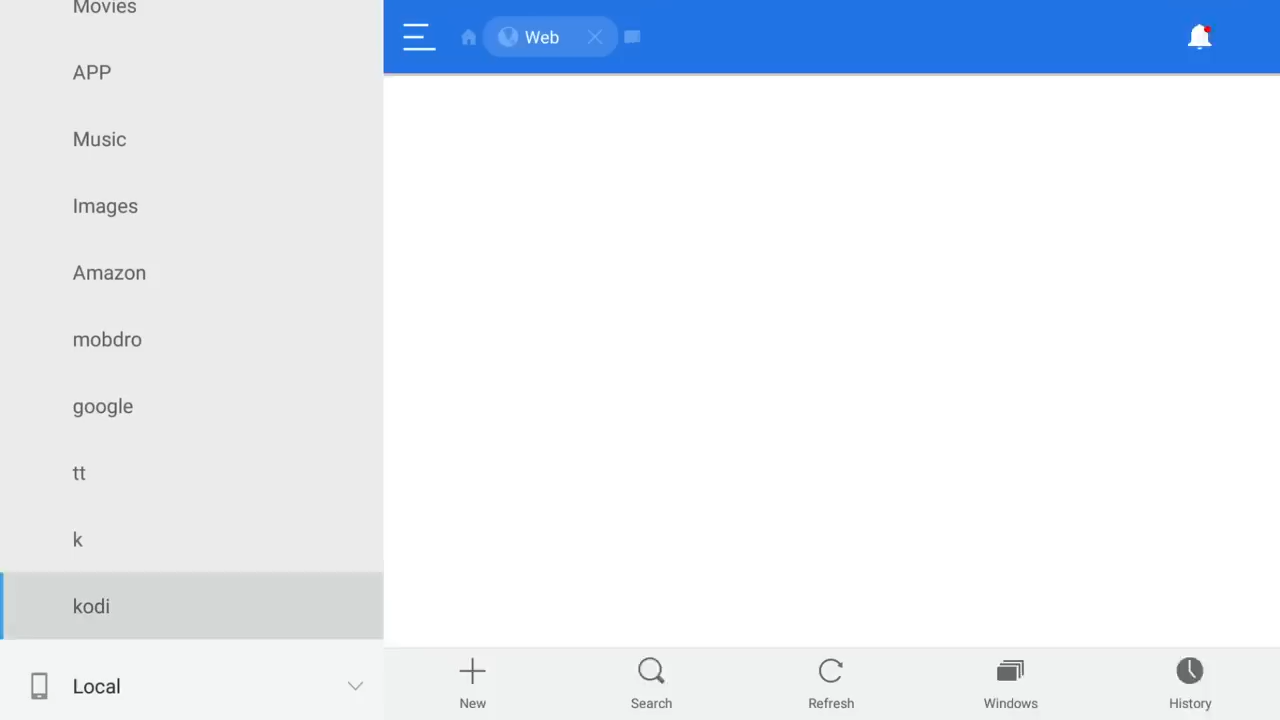 Movies
APP
Music
Images
Amazon
mobdro
google
tt
k
kodi
Local
Web
New
Search
Refresh
Windows
History